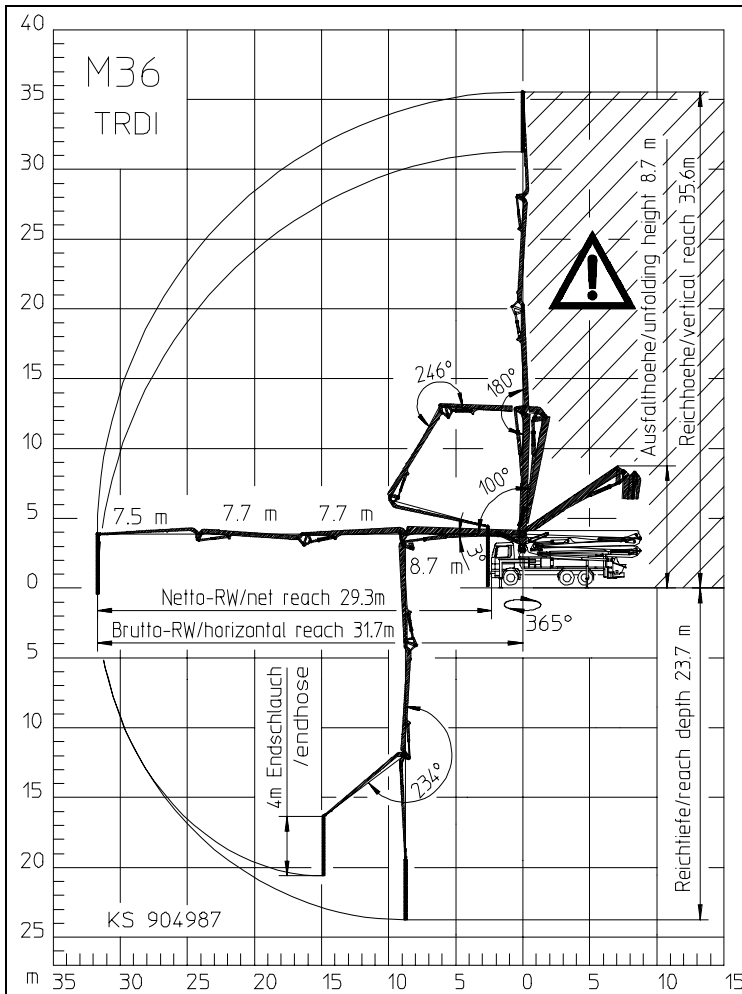 40
M36
TRDI
35
30
25
20
15
10
5
0
5
10
15
20
25
m
35
30
25
20
15
10
5
0
5
10
15
Ausfalthoehe/unfolding height 8.7 m
Reichhoehe/vertical reach 35.6m
246°
180°
100°
3°
7.5 m
7.7 m
7.7 m
8.7 m
Netto-RW/net reach 29.3m
Brutto-RW/horizontal reach 31.7m
365°
4m Endschlauch
/endhose
234°
Reichtiefe/reach depth 23.7 m
KS 904987
!